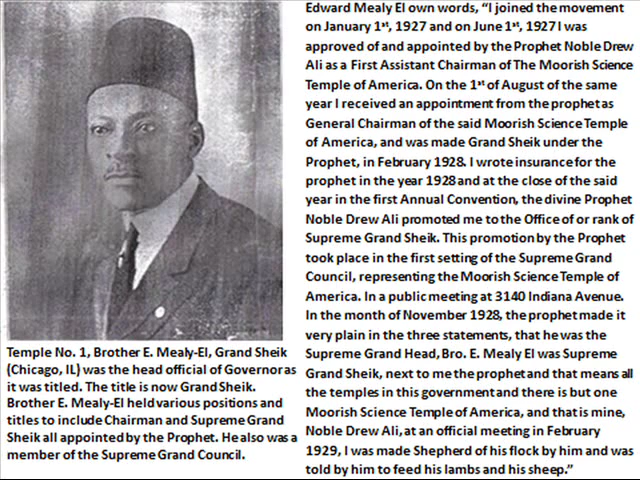 Temple No. 1, Brother E. Mealy-El, Grand Sheik
(Chicago, IL) was the head official of Governor as
it was titled. The title is now Grand Sheik.
Brother E. Mealy-El held various positions and
titles to include Chairman and Supreme Grand
Sheik all appointed by the Prophet. He also was a
member of the Supreme Grand Council.
Edward Mealy El own words, “I joined the movement
on January 1st, 1927 and on June 1st, 1927 I was
approved of and appointed by the Prophet Noble Drew
Ali as a First Assistant Chairman of The Moorish Science
Temple of America. On the 1st of August of the same
year I received an appointment from the prophet as
General Chairman of the said Moorish Science Temple
of America, and was made Grand Sheik under the
Prophet, in February 1928. I wrote insurance for the
prophet in the year 1928 and at the close of the said
year in the first Annual Convention, the divine Prophet
Noble Drew Ali promoted me to the Office of or rank of
Supreme Grand Sheik. This promotion by the Prophet
took place in the first setting of the Supreme Grand
Council, representing the Moorish Science Temple of
America. In a public meeting at 3140 Indiana Avenue.
In the month of November 1928, the prophet made it
very plain in the three statements, that he was the
Supreme Grand Head, Bro. E. Mealy El was Supreme
Grand Sheik, next to me the prophet and that means all
the temples in this government and there is but one
Moorish Science Temple of America, and that is mine,
Noble Drew Ali, at an official meeting in February
1929, I was made Shepherd of his flock by him and was
told by him to feed his lambs and his sheep.”